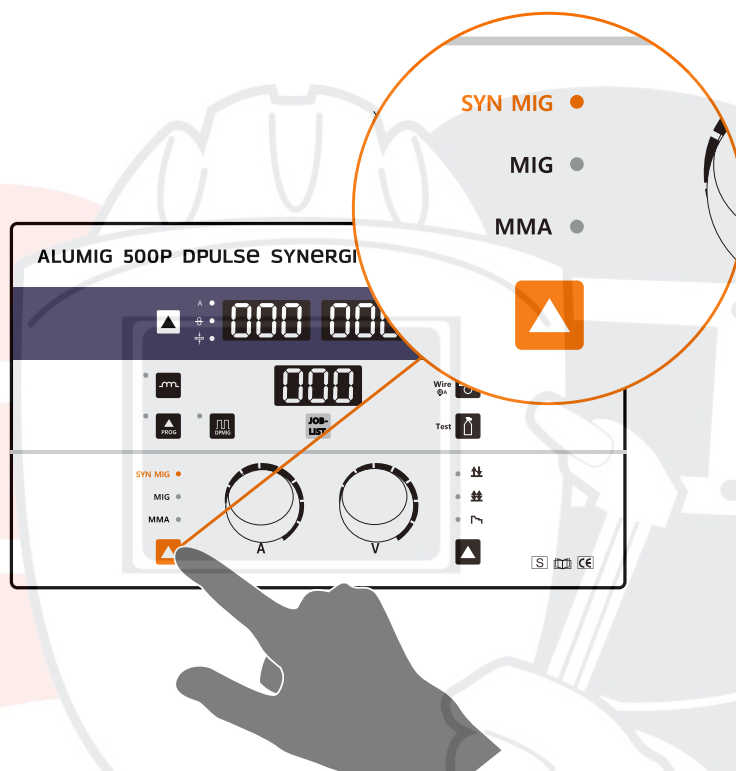 SYN MIG
MIG
MMA
ALUMIG 500P DPULSE SYNERGI
A
000 000
000
PROG
DPMIG
JOB-
LIST
Wire
A
Test
SYN MIG
MIG
MMA
A
V
S CE